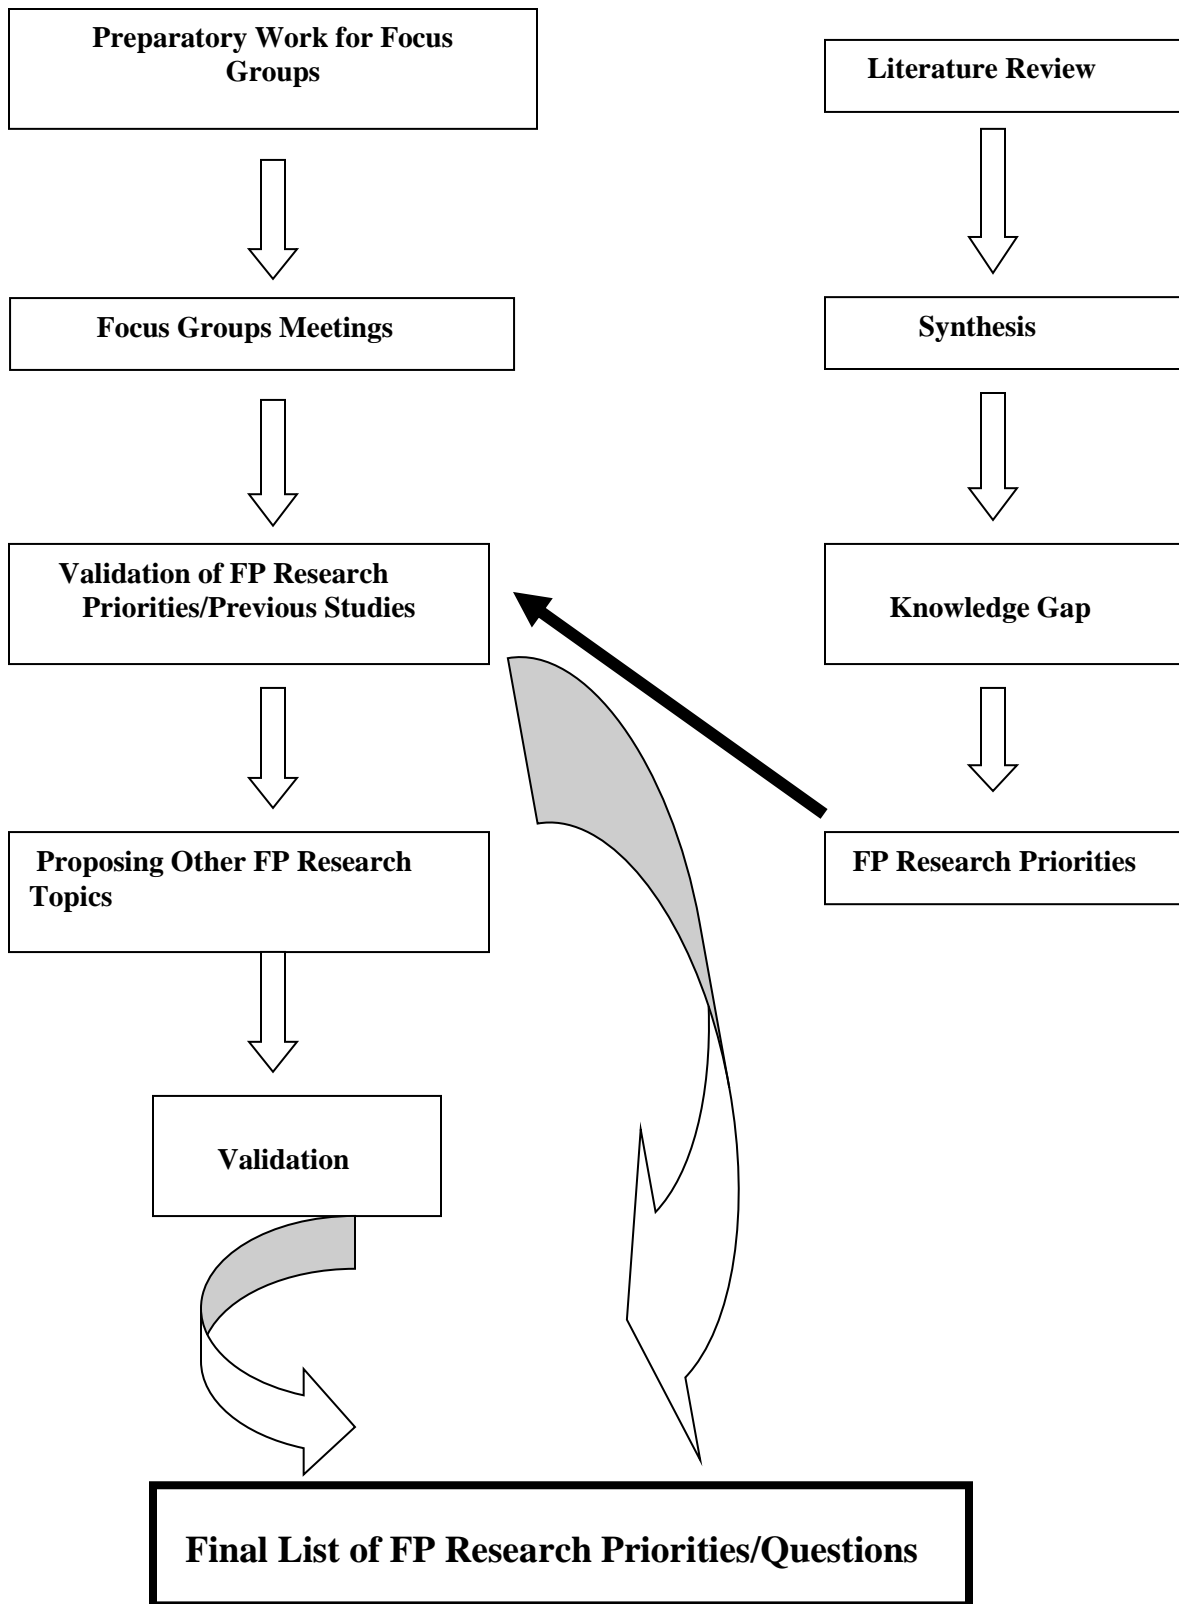 Preparatory Work for Focus
Groups
Literature Review
Focus Groups Meetings
Synthesis
Validation of FP Research
Priorities/Previous Studies
Knowledge Gap
Proposing Other FP Research
Topics
FP Research Priorities
Validation
Final List of FP Research Priorities/Questions